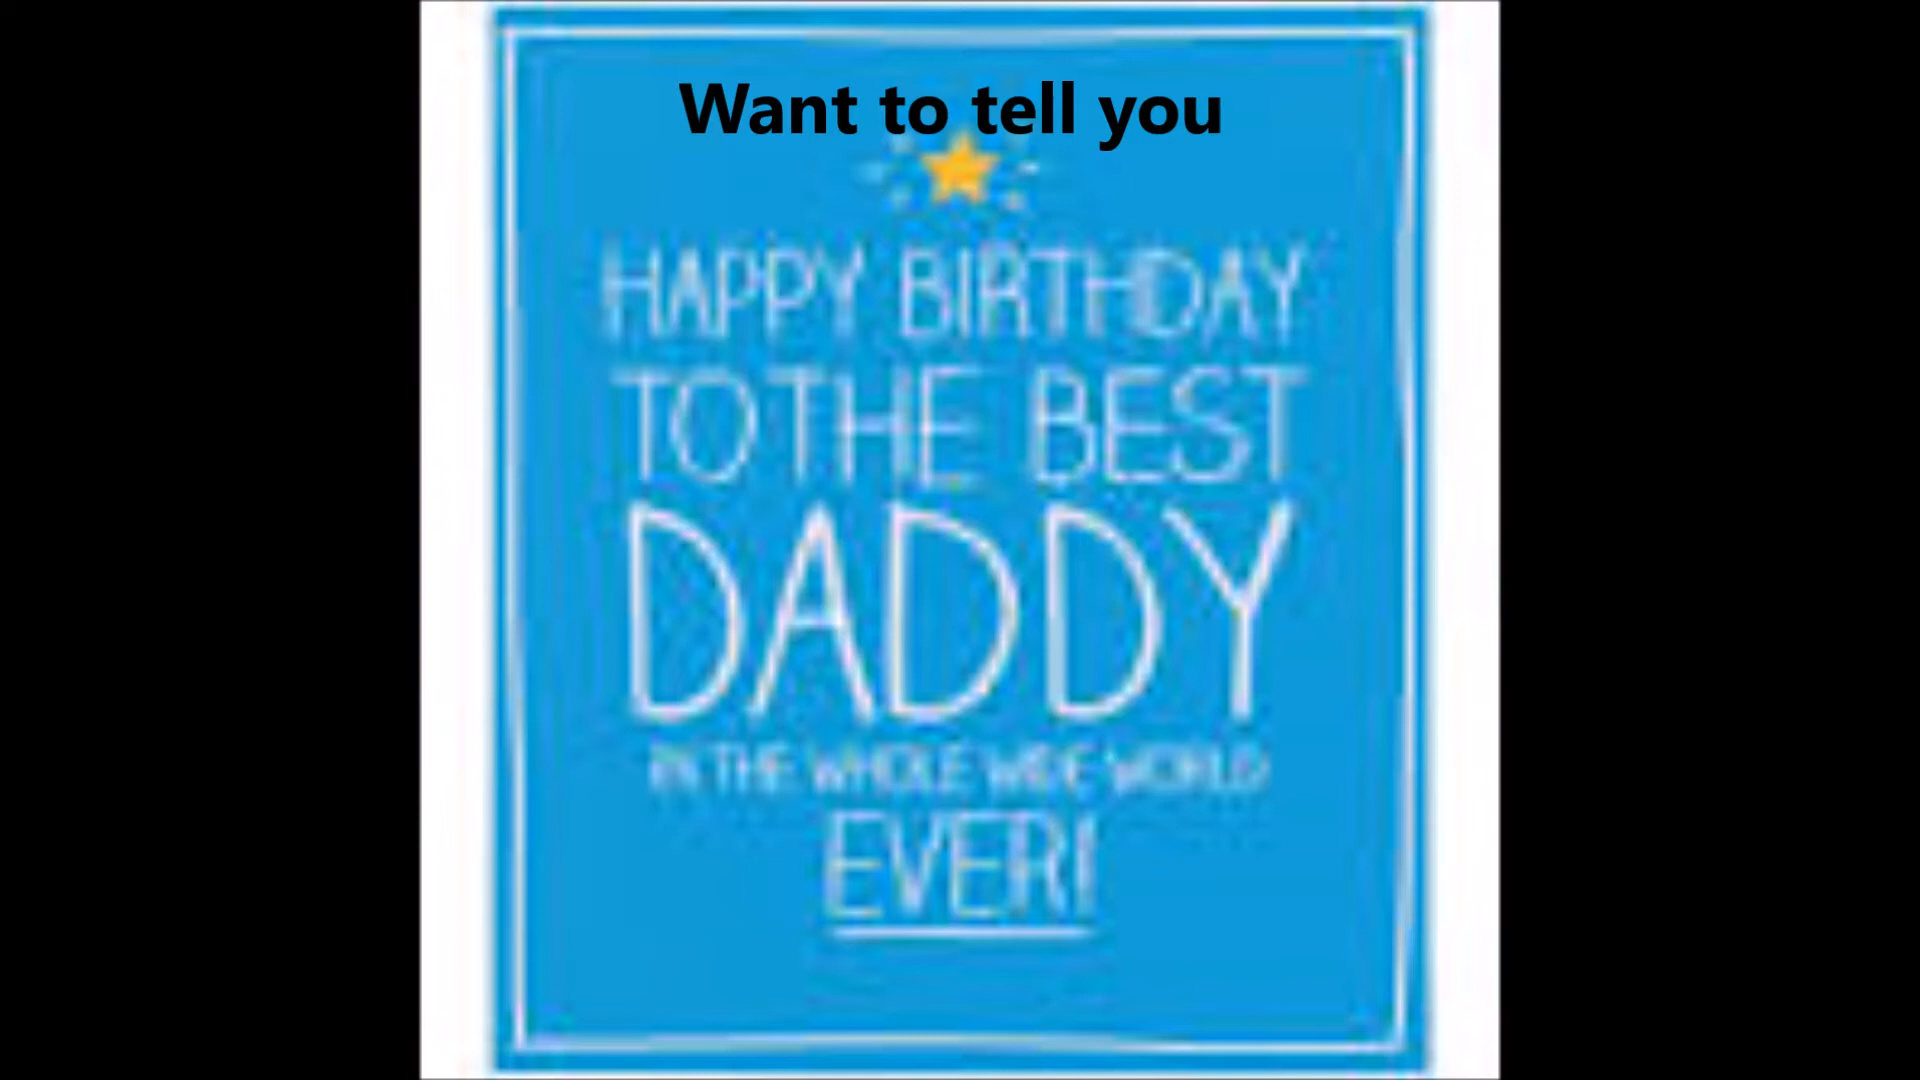 Want to tell you
HAPPY BIRTHDAY
TO THE BEST
DADDY
IN THE WHOLE WIDE WORLD
EVER!